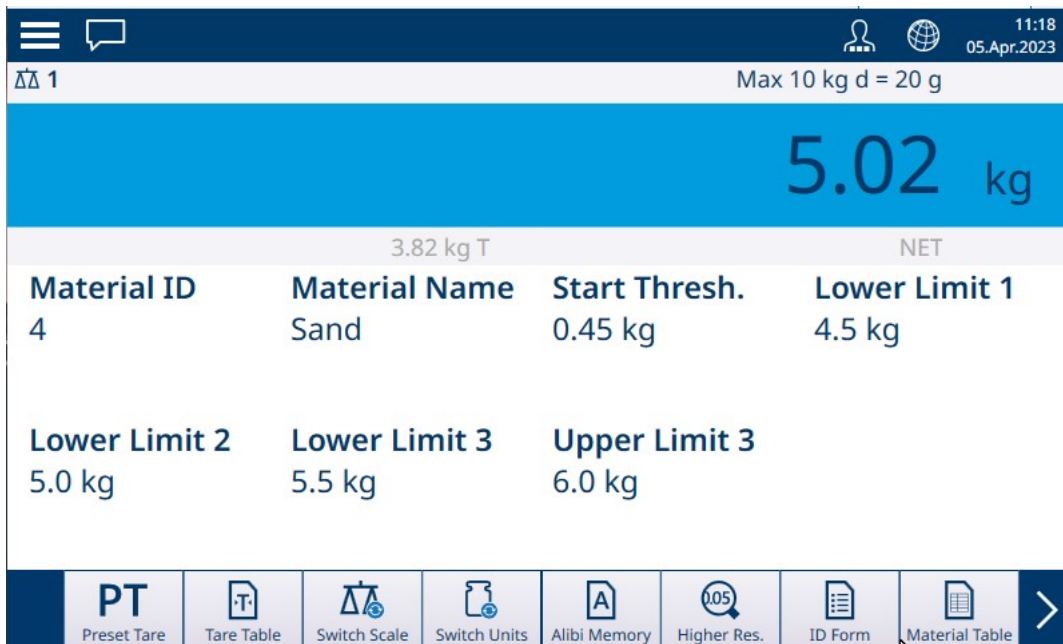 11:18
05.Apr.2023
1
Max 10 kg d = 20 g
5.02 kg
3.82 kg T NET
Material ID Material Name Start Thresh. Lower Limit 1
4 Sand 0.45 kg 4.5 kg
Lower Limit 2 Lower Limit 3 Upper Limit 3
5.0 kg 5.5 kg 6.0 kg
PT T A 0.05
Preset Tare Tare Table Switch Scale Switch Units Alibi Memory Higher Res. ID Form Material Table